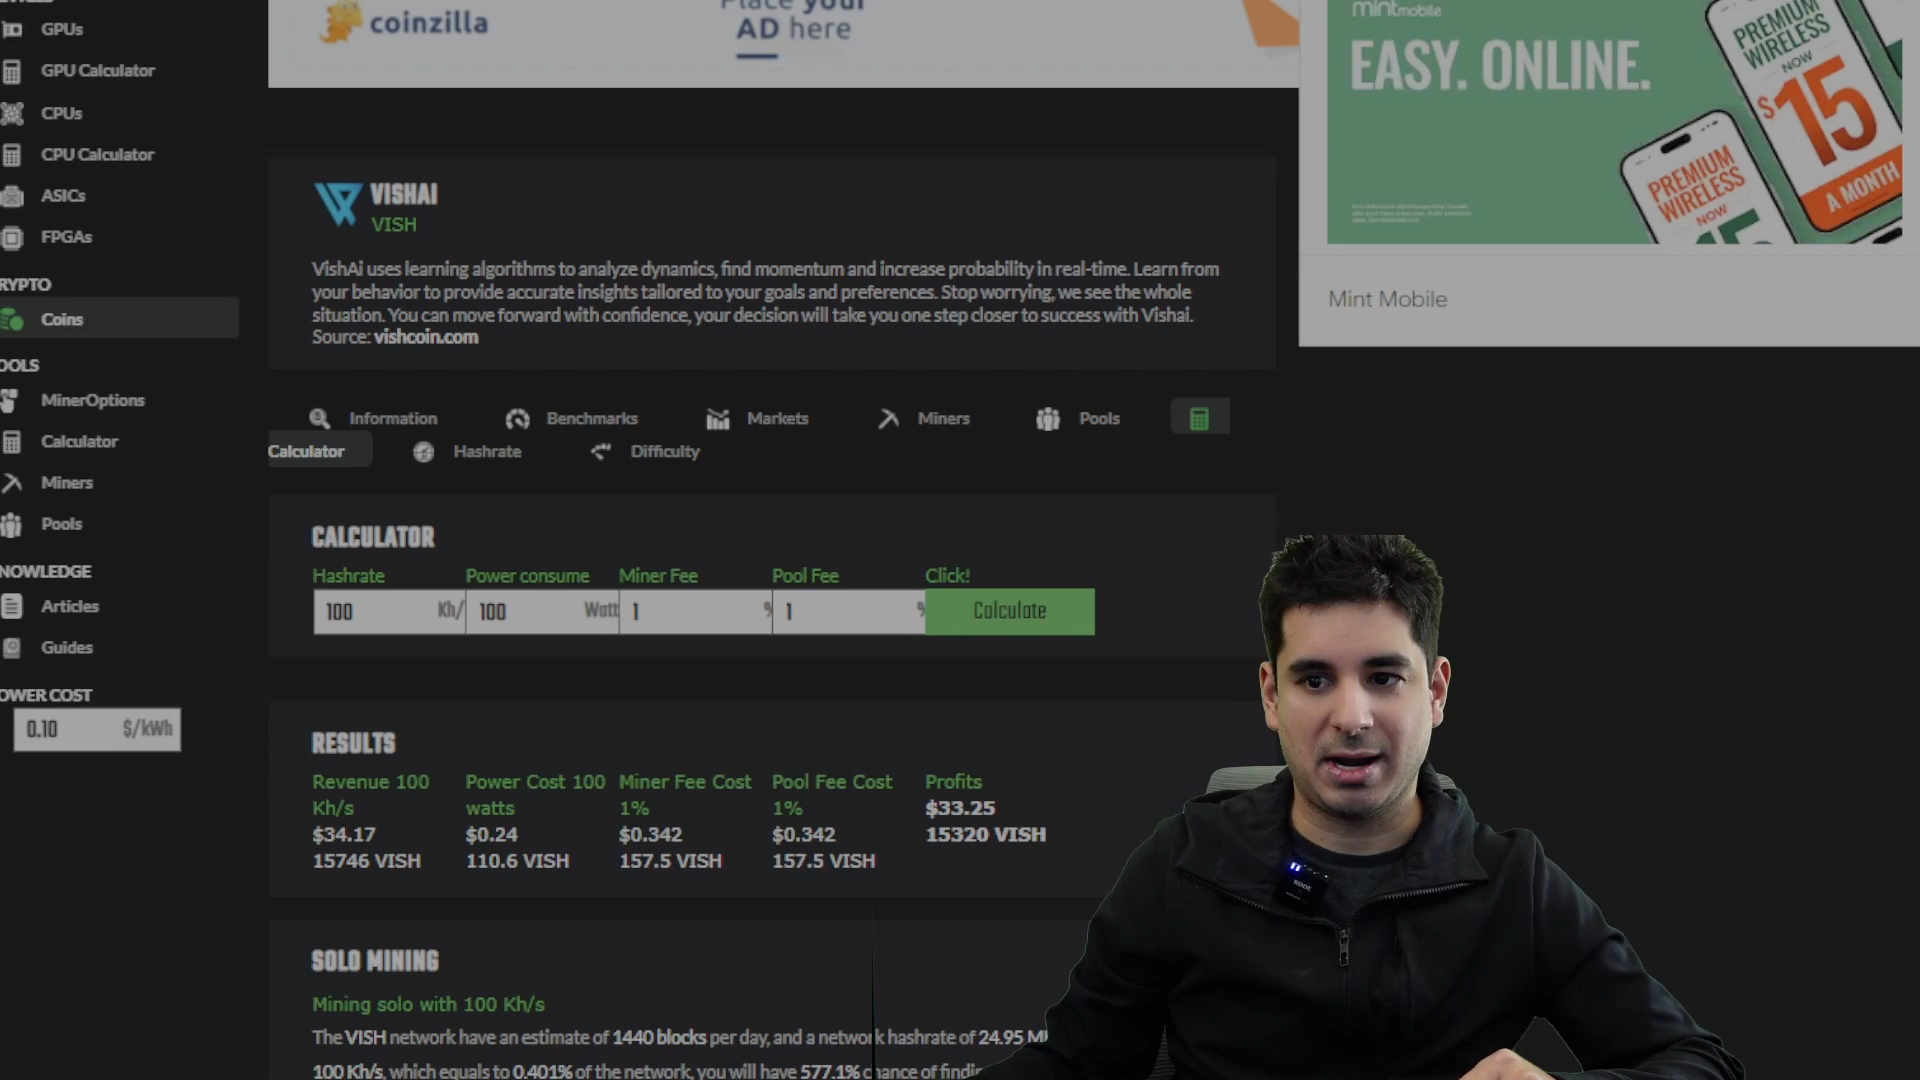 GPUs
GPU Calculator
CPUs
CPU Calculator
ASICs
FPGAs
RYPTO
Coins
OOLS
MinerOptions
Calculator
Miners
Pools
NOWLEDGE
Articles
Guides
OWER COST
0.10 $/kWh
coinzilla
Place your
AD here
mintmobile
EASY. ONLINE.
PREMIUM
WIRELESS
NOW
$15
A MONTH
PREMIUM
WIRELESS
NOW
Mint Mobile
VISHAI
VISH
VishAi uses learning algorithms to analyze dynamics, find momentum and increase probability in real-time. Learn from
your behavior to provide accurate insights tailored to your goals and preferences. Stop worrying, we see the whole
situation. You can move forward with confidence, your decision will take you one step closer to success with Vishai.
Source: vishcoin.com
Information Benchmarks Markets Miners Pools
Calculator Hashrate Difficulty
CALCULATOR
Hashrate Power consume Miner Fee Pool Fee Click!
100 Kh/ 100 Watt 1 % 1 % Calculate
RESULTS
Revenue 100 Power Cost 100 Miner Fee Cost Pool Fee Cost Profits
Kh/s watts 1% 1% $33.25
$34.17 $0.24 $0.342 $0.342 15320 VISH
15746 VISH 110.6 VISH 157.5 VISH 157.5 VISH
SOLO MINING
Mining solo with 100 Kh/s
The VISH network have an estimate of 1440 blocks per day, and a network hashrate of 24.95
100 Kh/s, which equals to 0.401% of the network, you will have 577.1% chance of
RODE